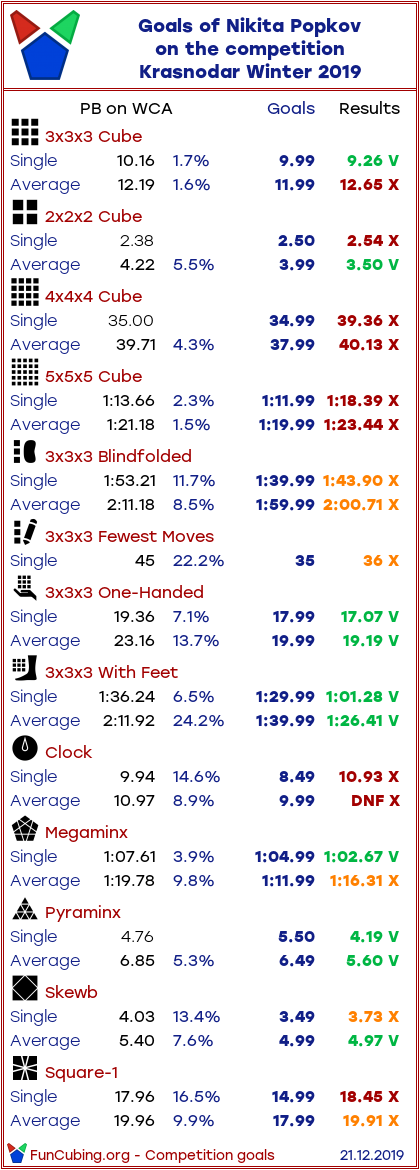 Goals of Nikita Popkov
on the competition
Krasnodar Winter 2019
PB on WCA Goals Results
3x3x3 Cube
Single 10.16 1.7% 9.99 9.26 V
Average 12.19 1.6% 11.99 12.65 X
2x2x2 Cube
Single 2.38 2.50 2.54 X
Average 4.22 5.5% 3.99 3.50 V
4x4x4 Cube
Single 35.00 34.99 39.36 X
Average 39.71 4.3% 37.99 40.13 X
5x5x5 Cube
Single 1:13.66 2.3% 1:11.99 1:18.39 X
Average 1:21.18 1.5% 1:19.99 1:23.44 X
3x3x3 Blindfolded
Single 1:53.21 11.7% 1:39.99 1:43.90 X
Average 2:11.18 8.5% 1:59.99 2:00.71 X
3x3x3 Fewest Moves
Single 45 22.2% 35 36 X
3x3x3 One-Handed
Single 19.36 7.1% 17.99 17.07 V
Average 23.16 13.7% 19.99 19.19 V
3x3x3 With Feet
Single 1:36.24 6.5% 1:29.99 1:01.28 V
Average 2:11.92 24.2% 1:39.99 1:26.41 V
Clock
Single 9.94 14.6% 8.49 10.93 X
Average 10.97 8.9% 9.99 DNF X
Megaminx
Single 1:07.61 3.9% 1:04.99 1:02.67 V
Average 1:19.78 9.8% 1:11.99 1:16.31 X
Pyraminx
Single 4.76 5.50 4.19 V
Average 6.85 5.3% 6.49 5.60 V
Skewb
Single 4.03 13.4% 3.49 3.73 X
Average 5.40 7.6% 4.99 4.97 V
Square-1
Single 17.96 16.5% 14.99 18.45 X
Average 19.96 9.9% 17.99 19.91 X
FunCubing.org - Competition goals 21.12.2019